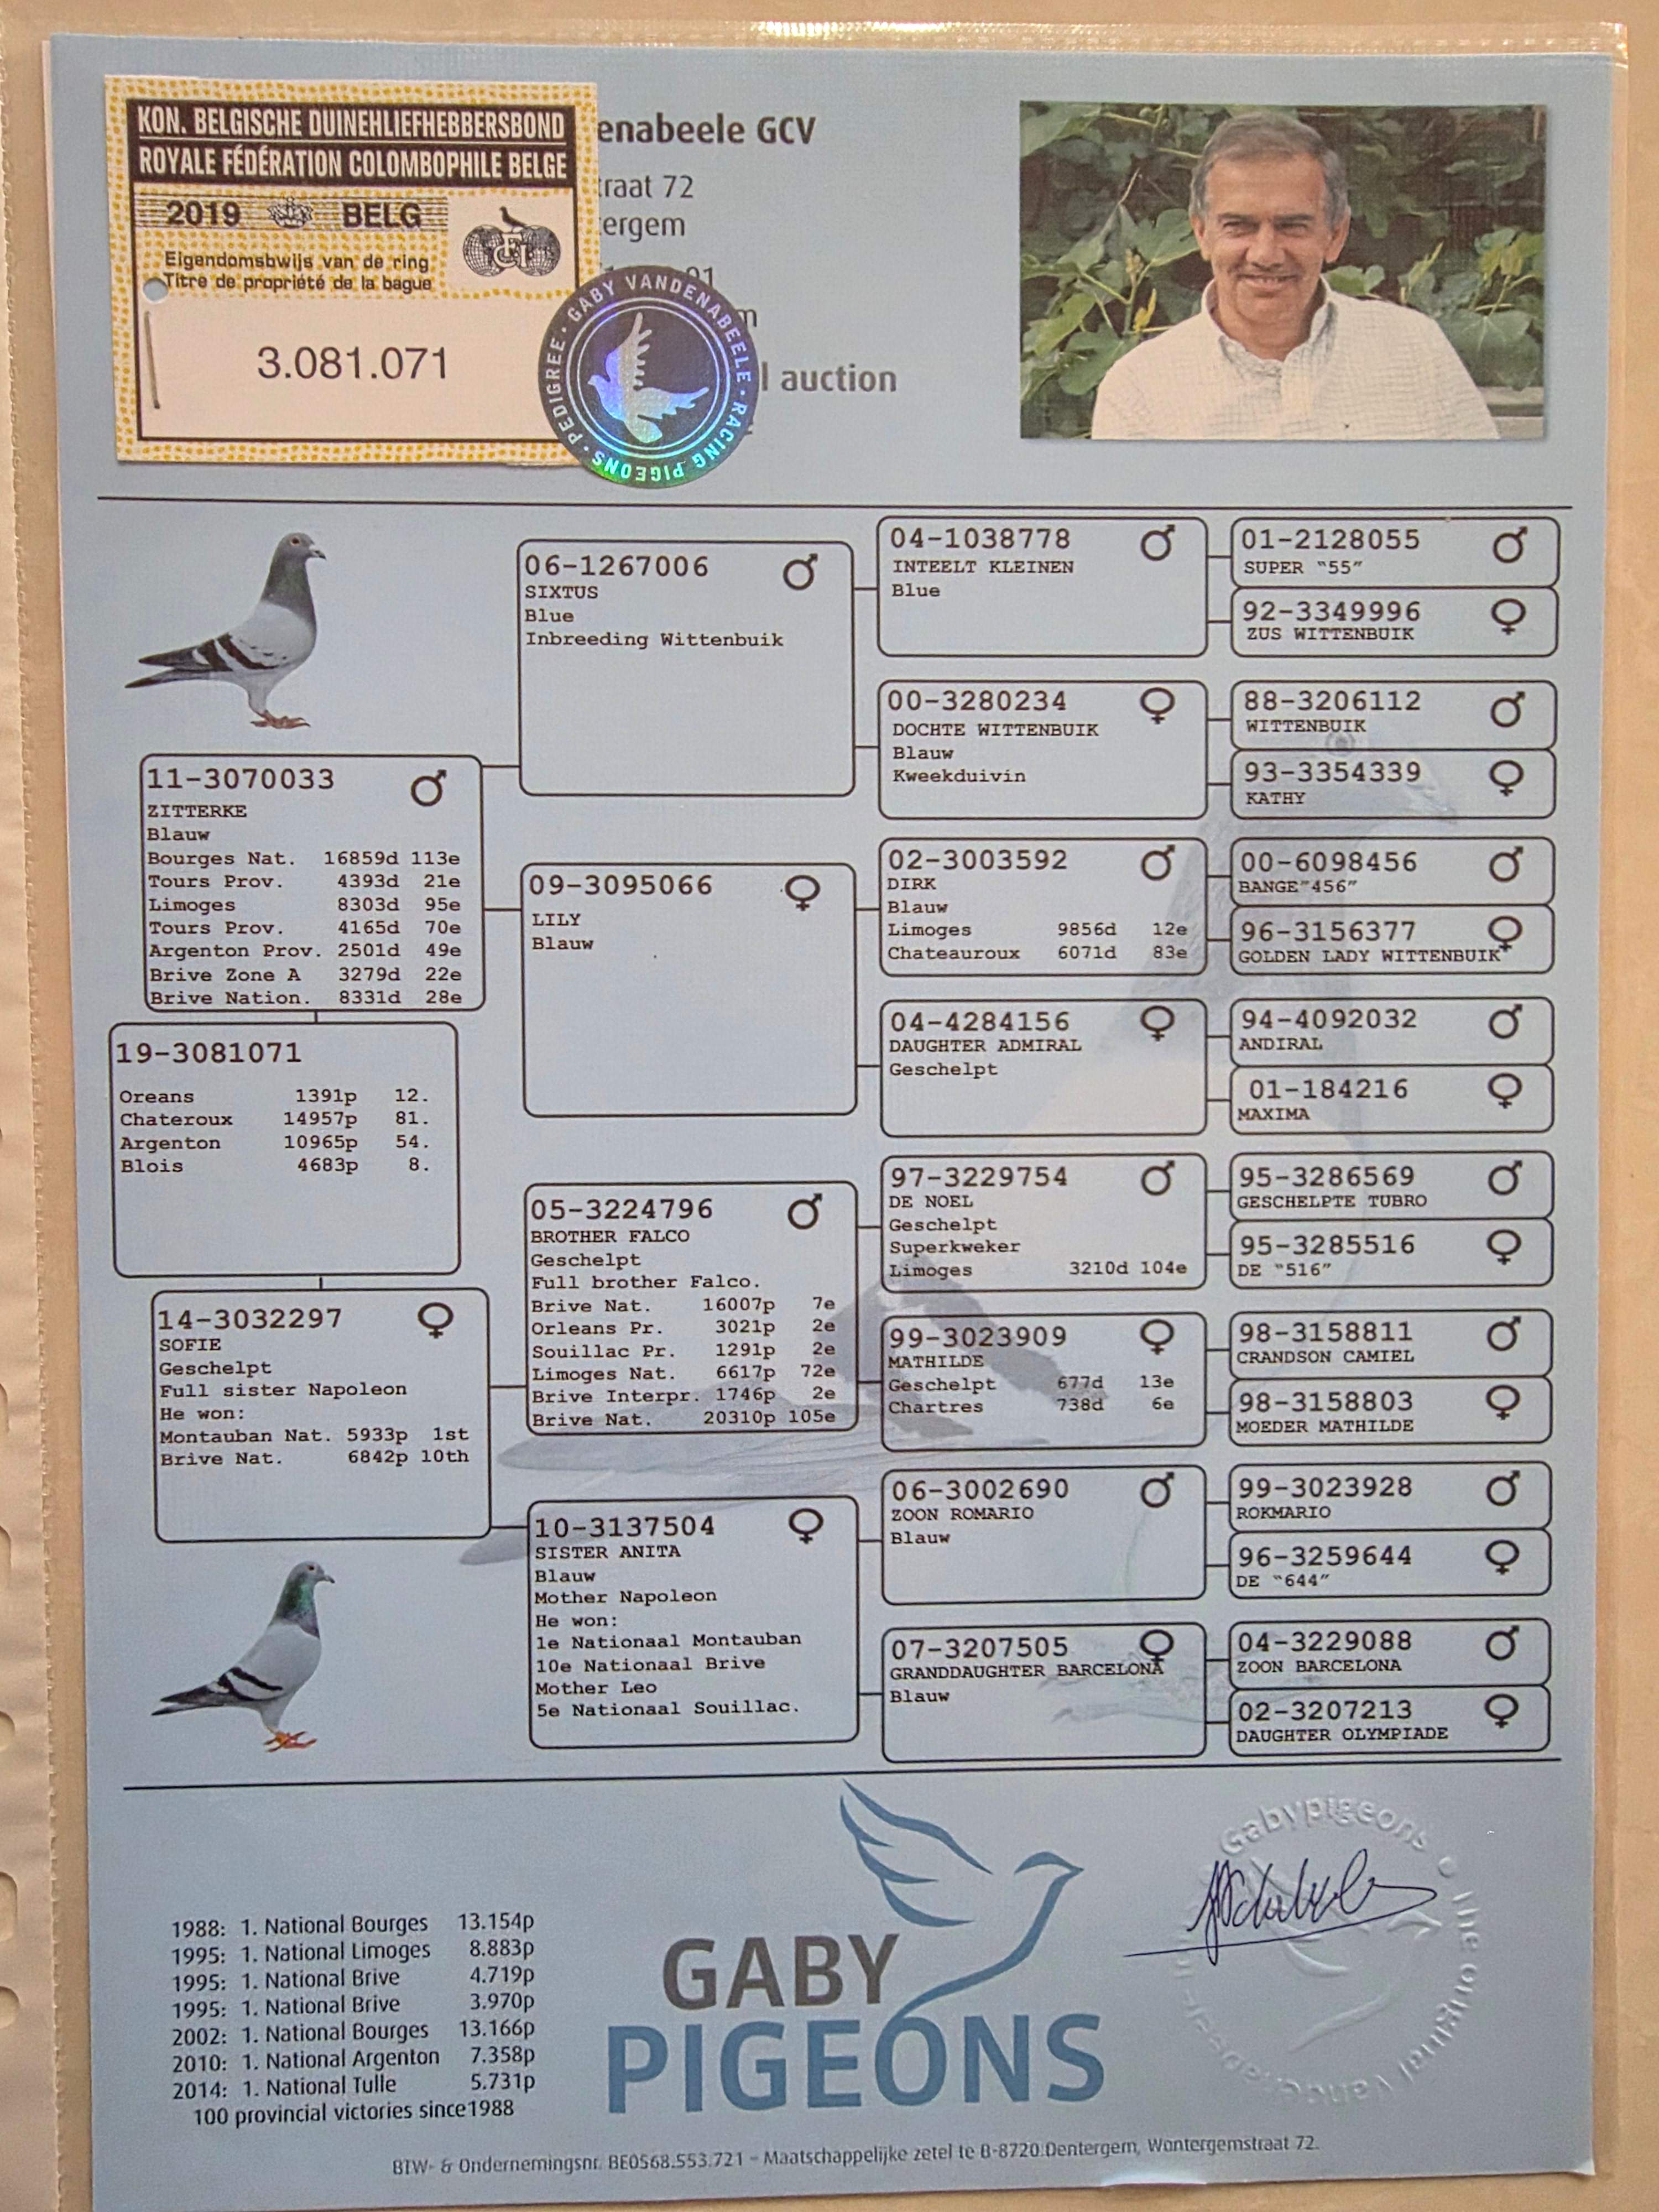 KON. BELGISCHE DUINEHLIEFHEBBERSBOND
ROYALE FÉDÉRATION COLOMBOPHILE BELGE
2019 BELG
FCI
Eigendomsbwijs van de ring
Titre de propriété de la bague
3.081.071
enabeele GCV
raat 72
ergem
91
m
l auction
PEDIGREE · GABY VANDENABEELE · RACING PIGEONS ·
11-3070033 ♂
ZITTERKE
Blauw
Bourges Nat. 16859d 113e
Tours Prov. 4393d 21e
Limoges 8303d 95e
Tours Prov. 4165d 70e
Argenton Prov. 2501d 49e
Brive Zone A 3279d 22e
Brive Nation. 8331d 28e
19-3081071
Oreans 1391p 12.
Chateroux 14957p 81.
Argenton 10965p 54.
Blois 4683p 8.
14-3032297 ♀
SOFIE
Geschelpt
Full sister Napoleon
He won:
Montauban Nat. 5933p 1st
Brive Nat. 6842p 10th
06-1267006 ♂
SIXTUS
Blue
Inbreeding Wittenbuik
09-3095066 ♀
LILY
Blauw
05-3224796 ♂
BROTHER FALCO
Geschelpt
Full brother Falco.
Brive Nat. 16007p 7e
Orleans Pr. 3021p 2e
Souillac Pr. 1291p 2e
Limoges Nat. 6617p 72e
Brive Interpr. 1746p 2e
Brive Nat. 20310p 105e
10-3137504 ♀
SISTER ANITA
Blauw
Mother Napoleon
He won:
1e Nationaal Montauban
10e Nationaal Brive
Mother Leo
5e Nationaal Souillac.
04-1038778 ♂
INTEELT KLEINEN
Blue
00-3280234 ♀
DOCHTE WITTENBUIK
Blauw
Kweekduivin
02-3003592 ♂
DIRK
Blauw
Limoges 9856d 12e
Chateauroux 6071d 83e
04-4284156 ♀
DAUGHTER ADMIRAL
Geschelpt
97-3229754 ♂
DE NOEL
Geschelpt
Superkweker
Limoges 3210d 104e
99-3023909 ♀
MATHILDE
Geschelpt 677d 13e
Chartres 738d 6e
06-3002690 ♂
ZOON ROMARIO
Blauw
07-3207505 ♀
GRANDDAUGHTER BARCELONA
Blauw
01-2128055 ♂
SUPER "55"
92-3349996 ♀
ZUS WITTENBUIK
88-3206112 ♂
WITTENBUIK
93-3354339 ♀
KATHY
00-6098456 ♂
BANGE"456"
96-3156377 ♀
GOLDEN LADY WITTENBUIK
94-4092032 ♂
ANDIRAL
01-184216 ♀
MAXIMA
95-3286569 ♂
GESCHELPTE TUBRO
95-3285516 ♀
DE "516"
98-3158811 ♂
CRANDSON CAMIEL
98-3158803 ♀
MOEDER MATHILDE
99-3023928 ♂
ROKMARIO
96-3259644 ♀
DE "644"
04-3229088 ♂
ZOON BARCELONA
02-3207213 ♀
DAUGHTER OLYMPIADE
1988: 1. National Bourges 13.154p
1995: 1. National Limoges 8.883p
1995: 1. National Brive 4.719p
1995: 1. National Brive 3.970p
2002: 1. National Bourges 13.166p
2010: 1. National Argenton 7.358p
2014: 1. National Tulle 5.731p
100 provincial victories since1988
GABY
PIGEONS
Gabypigeons • The original
BTW- & Ondernemingsnr. BE0568.553.721 – Maatschappelijke zetel te B-8720 Dentergem, Wontergemstraat 72.